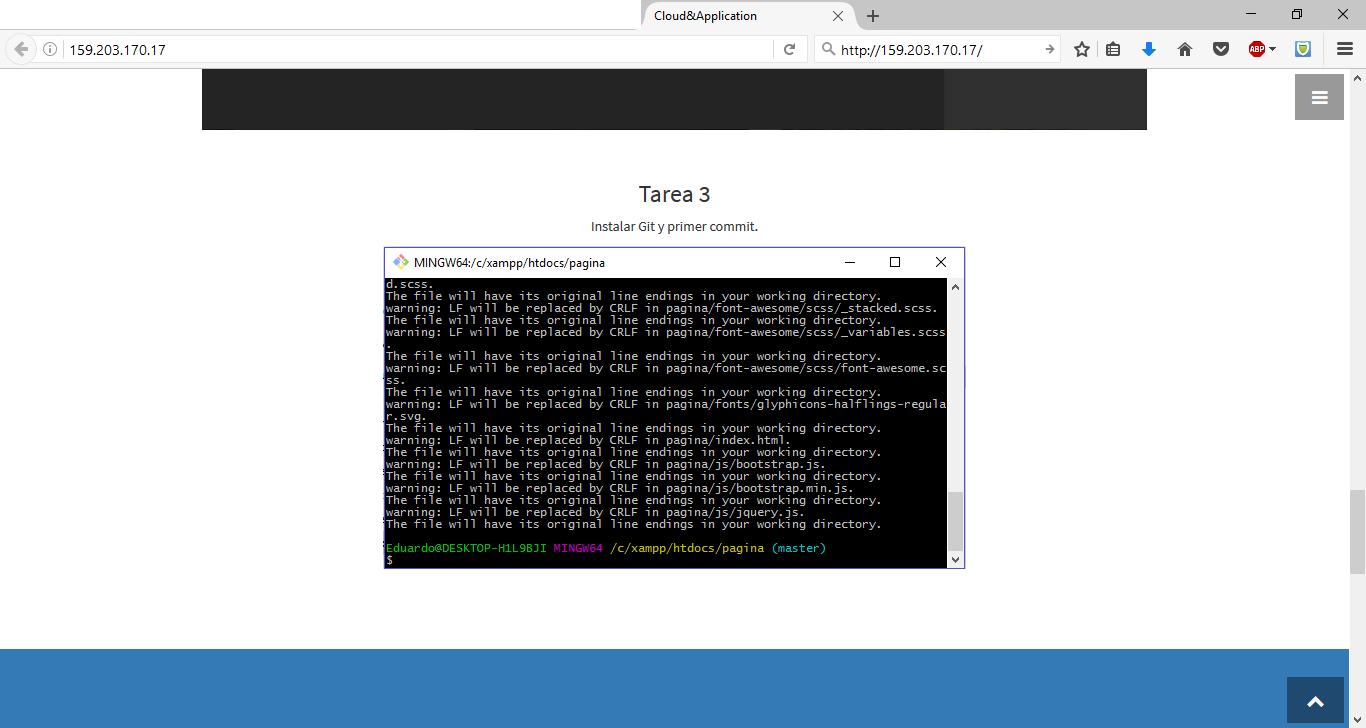 Cloud&Application
159.203.170.17
http://159.203.170.17/
ABP
Tarea 3
Instalar Git y primer commit.
MINGW64:/c/xampp/htdocs/pagina
d.scss.
The file will have its original line endings in your working directory.
warning: LF will be replaced by CRLF in pagina/font-awesome/scss/_stacked.scss.
The file will have its original line endings in your working directory.
warning: LF will be replaced by CRLF in pagina/font-awesome/scss/_variables.scss
.
The file will have its original line endings in your working directory.
warning: LF will be replaced by CRLF in pagina/font-awesome/scss/font-awesome.sc
ss.
The file will have its original line endings in your working directory.
warning: LF will be replaced by CRLF in pagina/fonts/glyphicons-halflings-regula
r.svg.
The file will have its original line endings in your working directory.
warning: LF will be replaced by CRLF in pagina/index.html.
The file will have its original line endings in your working directory.
warning: LF will be replaced by CRLF in pagina/js/bootstrap.js.
The file will have its original line endings in your working directory.
warning: LF will be replaced by CRLF in pagina/js/bootstrap.min.js.
The file will have its original line endings in your working directory.
warning: LF will be replaced by CRLF in pagina/js/jquery.js.
The file will have its original line endings in your working directory.
Eduardo@DESKTOP-H1L9BJI MINGW64 /c/xampp/htdocs/pagina (master)
$